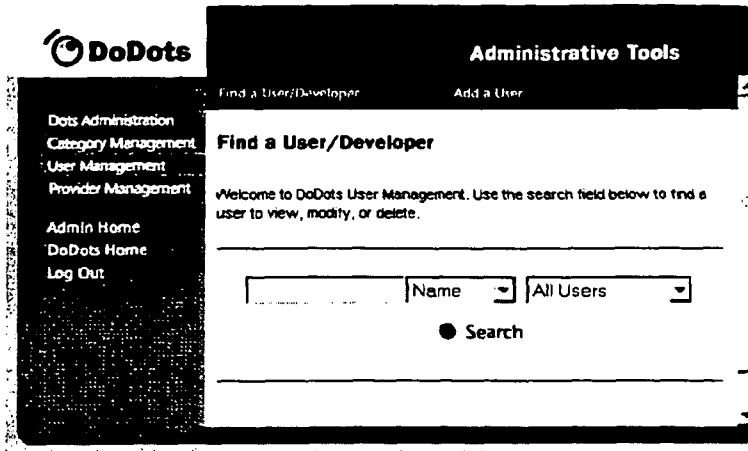 DoDots
Administrative Tools
Find a User/Developer
Add a User
Dots Administration
Category Management
User Management
Provider Management
Admin Home
DoDots Home
Log Out
Find a User/Developer
Welcome to DoDots User Management. Use the search field below to find a
user to view, modify, or delete.
Name
All Users
Search